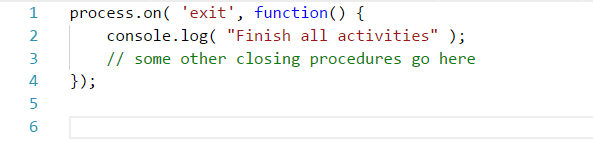 1 process.on( 'exit', function() {
2     console.log( "Finish all activities" );
3     // some other closing procedures go here
4 });
5
6